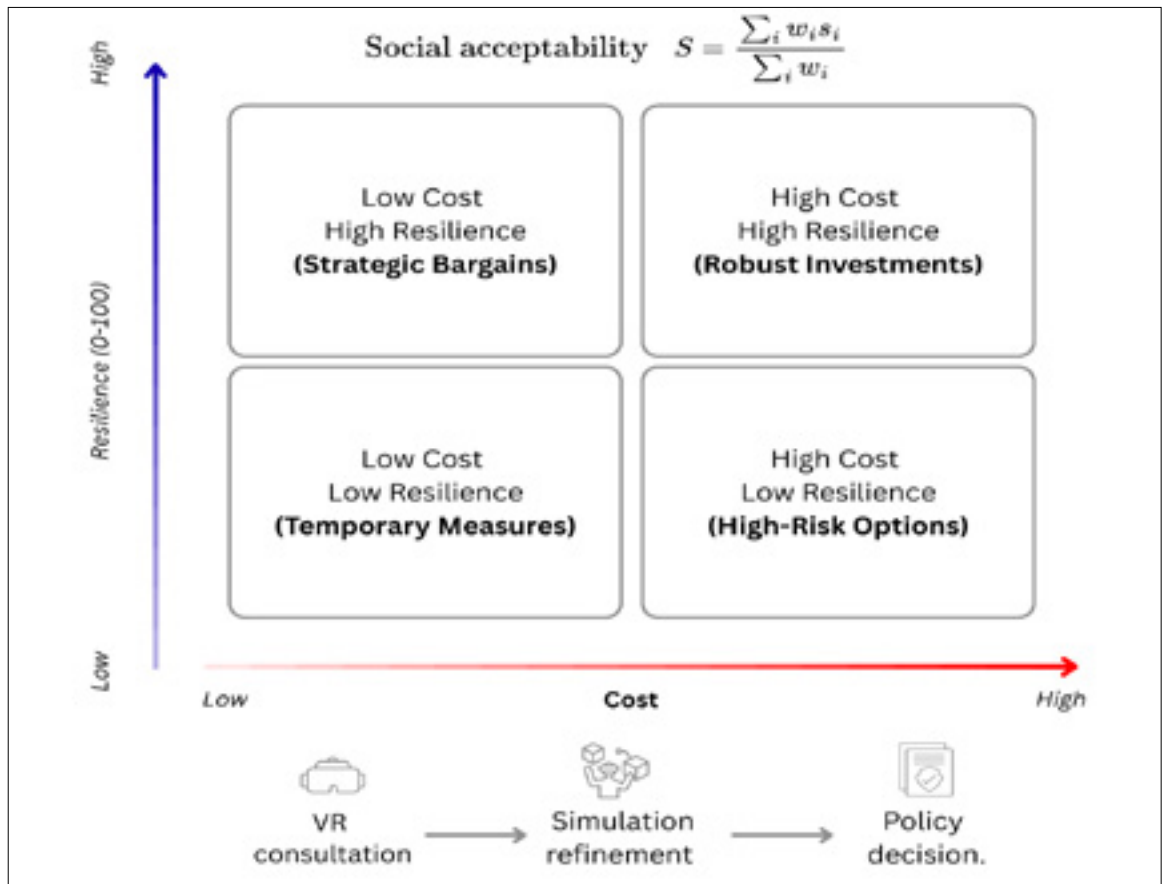 Social acceptability S = ∑ᵢ wᵢsᵢ / ∑ᵢ wᵢ
High
Resilience (0-100)
Low
Low Cost
High Resilience
(Strategic Bargains)
High Cost
High Resilience
(Robust Investments)
Low Cost
Low Resilience
(Temporary Measures)
High Cost
Low Resilience
(High-Risk Options)
Low
Cost
High
VR
consultation
Simulation
refinement
Policy
decision.